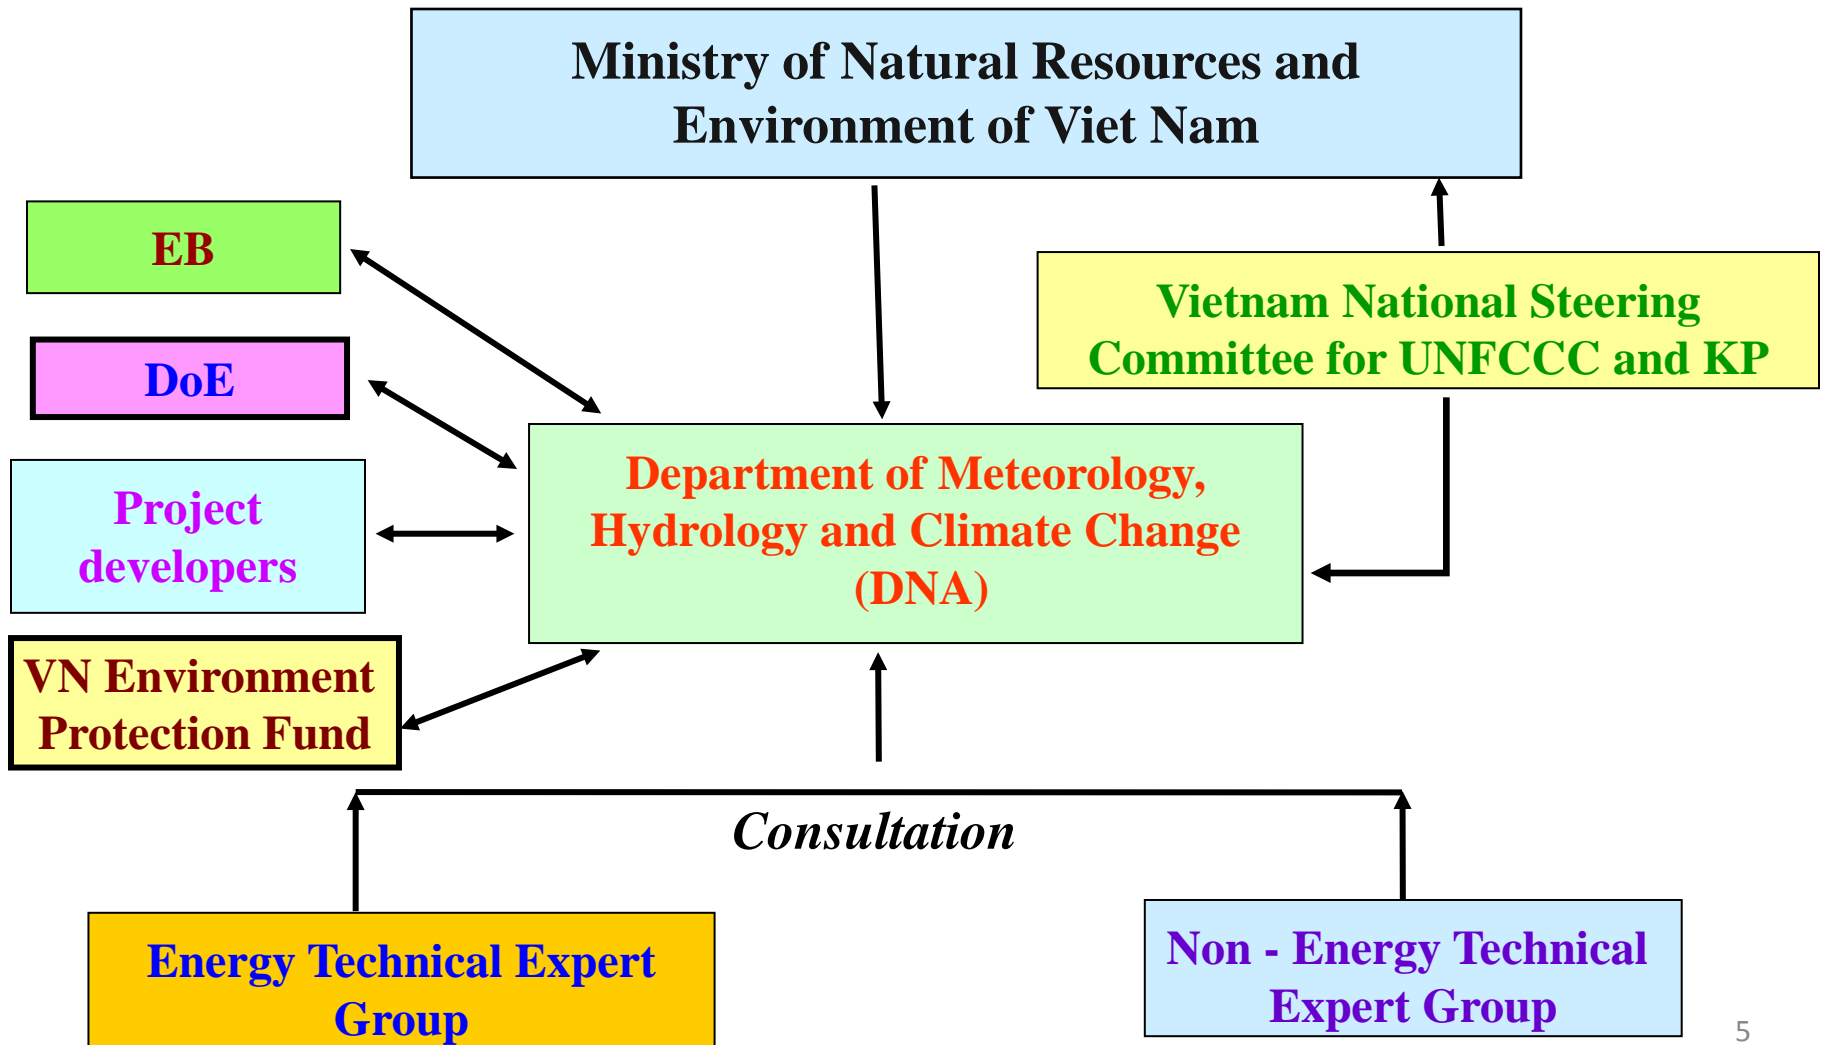 Ministry of Natural Resources and
Environment of Viet Nam
EB
Vietnam National Steering
Committee for UNFCCC and KP
DoE
Department of Meteorology,
Hydrology and Climate Change
(DNA)
Project
developers
VN Environment
Protection Fund
Consultation
Energy Technical Expert
Group
Non - Energy Technical
Expert Group
5